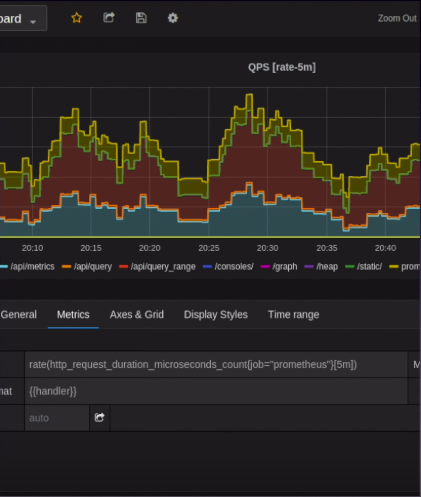 oard
Zoom Out
QPS [rate-5m]
20:10 20:15 20:20 20:25 20:30 20:35 20:40
/api/metrics /api/query /api/query_range /consoles/ /graph /heap /static/ prom
General Metrics Axes & Grid Display Styles Time range
rate(http_request_duration_microseconds_count{job="prometheus"}[5m]) M
mat {{handler}}
auto